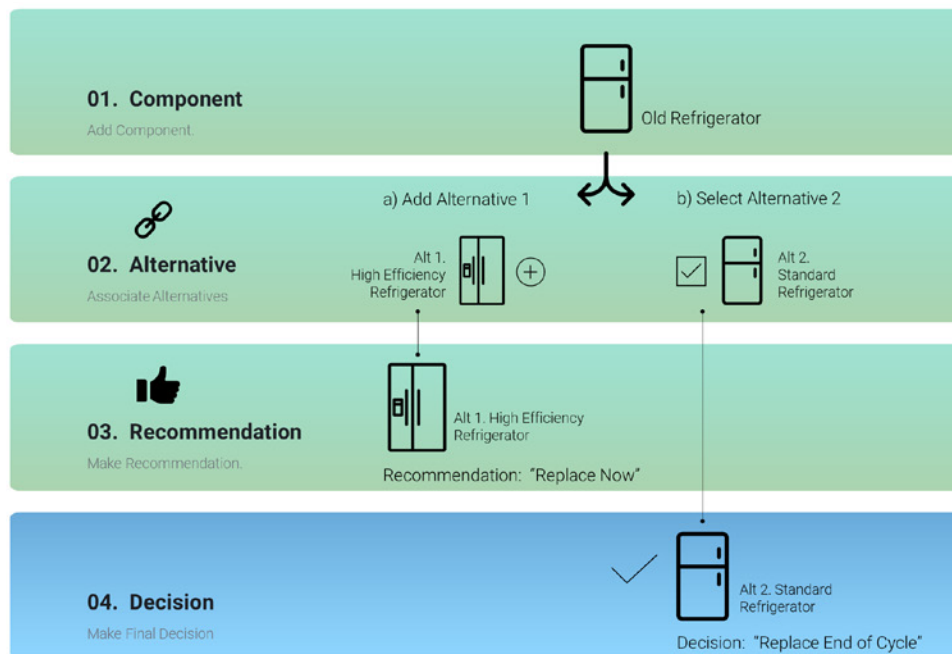 01. Component
Add Component.
Old Refrigerator
a) Add Alternative 1
b) Select Alternative 2
02. Alternative
Associate Alternatives
Alt 1.
High Efficiency
Refrigerator
Alt 2.
Standard
Refrigerator
03. Recommendation
Make Recommendation.
Alt 1. High Efficiency
Refrigerator
Recommendation: "Replace Now"
04. Decision
Make Final Decision
Alt 2. Standard
Refrigerator
Decision: "Replace End of Cycle"